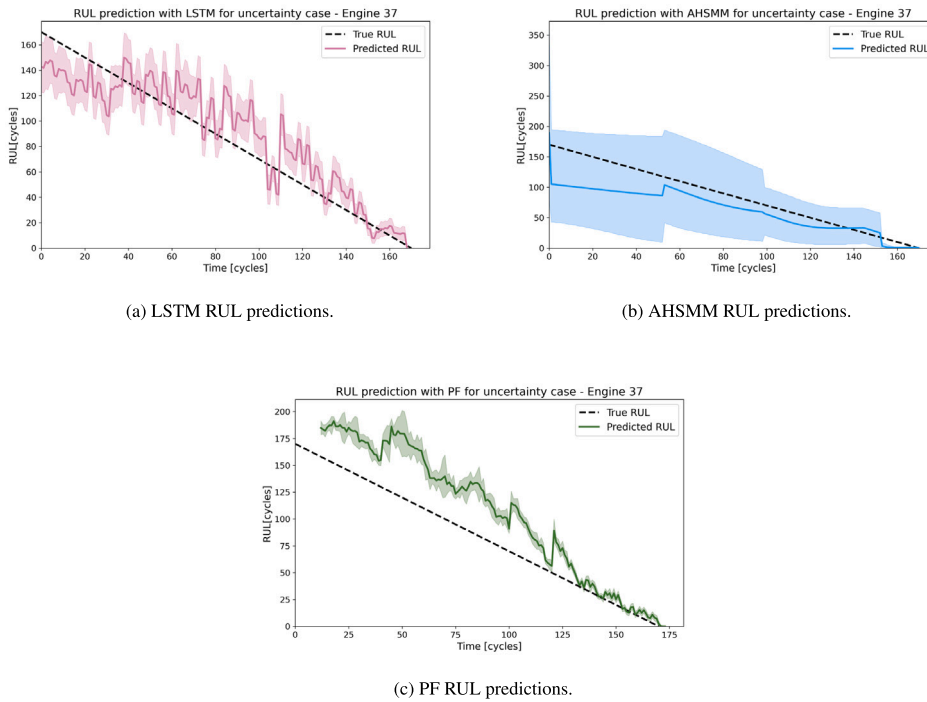 RUL prediction with LSTM for uncertainty case - Engine 37
True RUL
Predicted RUL
RUL[cycles]
160
140
120
100
80
60
40
20
0
0 20 40 60 80 100 120 140 160
Time [cycles]
(a) LSTM RUL predictions.
RUL prediction with AHSMM for uncertainty case - Engine 37
True RUL
Predicted RUL
RUL[cycles]
350
300
250
200
150
100
50
0
0 20 40 60 80 100 120 140 160
Time [cycles]
(b) AHSMM RUL predictions.
RUL prediction with PF for uncertainty case - Engine 37
True RUL
Predicted RUL
RUL[cycles]
200
175
150
125
100
75
50
25
0
0 25 50 75 100 125 150 175
Time [cycles]
(c) PF RUL predictions.